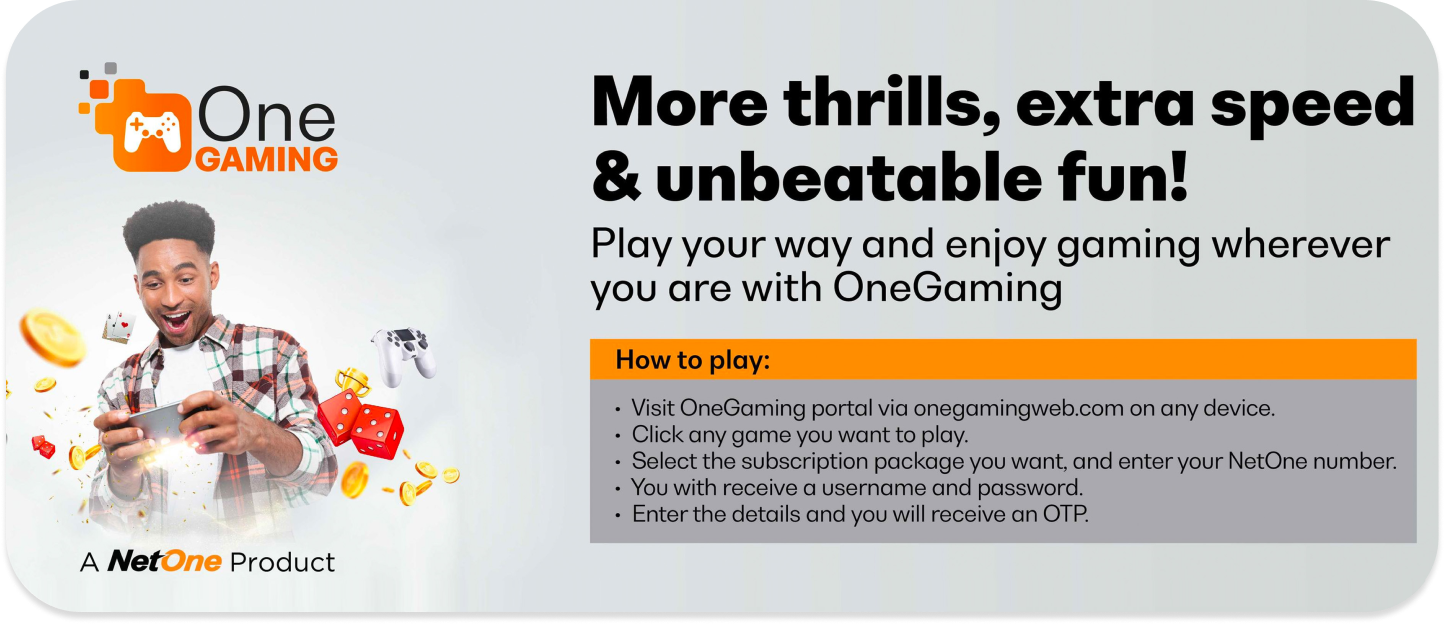 One
GAMING
More thrills, extra speed
& unbeatable fun!
Play your way and enjoy gaming wherever
you are with OneGaming
How to play:
• Visit OneGaming portal via onegamingweb.com on any device.
• Click any game you want to play.
• Select the subscription package you want, and enter your NetOne number.
• You with receive a username and password.
• Enter the details and you will receive an OTP.
A NetOne Product